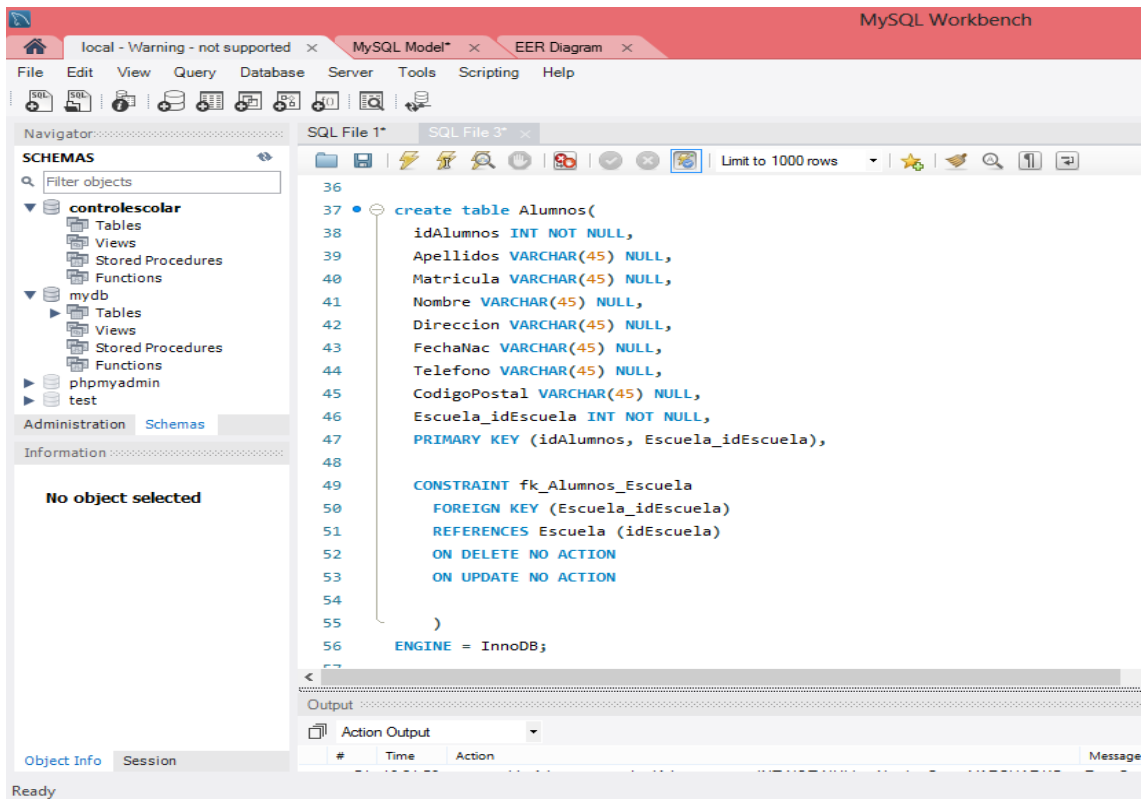 MySQL Workbench
local - Warning - not supported × MySQL Model* × EER Diagram ×
File Edit View Query Database Server Tools Scripting Help
Navigator
SQL File 1* SQL File 3* ×
SCHEMAS
Limit to 1000 rows
Filter objects
controlescolar
Tables
Views
Stored Procedures
Functions
mydb
Tables
Views
Stored Procedures
Functions
phpmyadmin
test
Administration Schemas
Information
No object selected
Object Info Session
36
37 create table Alumnos(
38 idAlumnos INT NOT NULL,
39 Apellidos VARCHAR(45) NULL,
40 Matricula VARCHAR(45) NULL,
41 Nombre VARCHAR(45) NULL,
42 Direccion VARCHAR(45) NULL,
43 FechaNac VARCHAR(45) NULL,
44 Telefono VARCHAR(45) NULL,
45 CodigoPostal VARCHAR(45) NULL,
46 Escuela_idEscuela INT NOT NULL,
47 PRIMARY KEY (idAlumnos, Escuela_idEscuela),
48
49 CONSTRAINT fk_Alumnos_Escuela
50 FOREIGN KEY (Escuela_idEscuela)
51 REFERENCES Escuela (idEscuela)
52 ON DELETE NO ACTION
53 ON UPDATE NO ACTION
54
55 )
56 ENGINE = InnoDB;
Output
Action Output
# Time Action Message
Ready